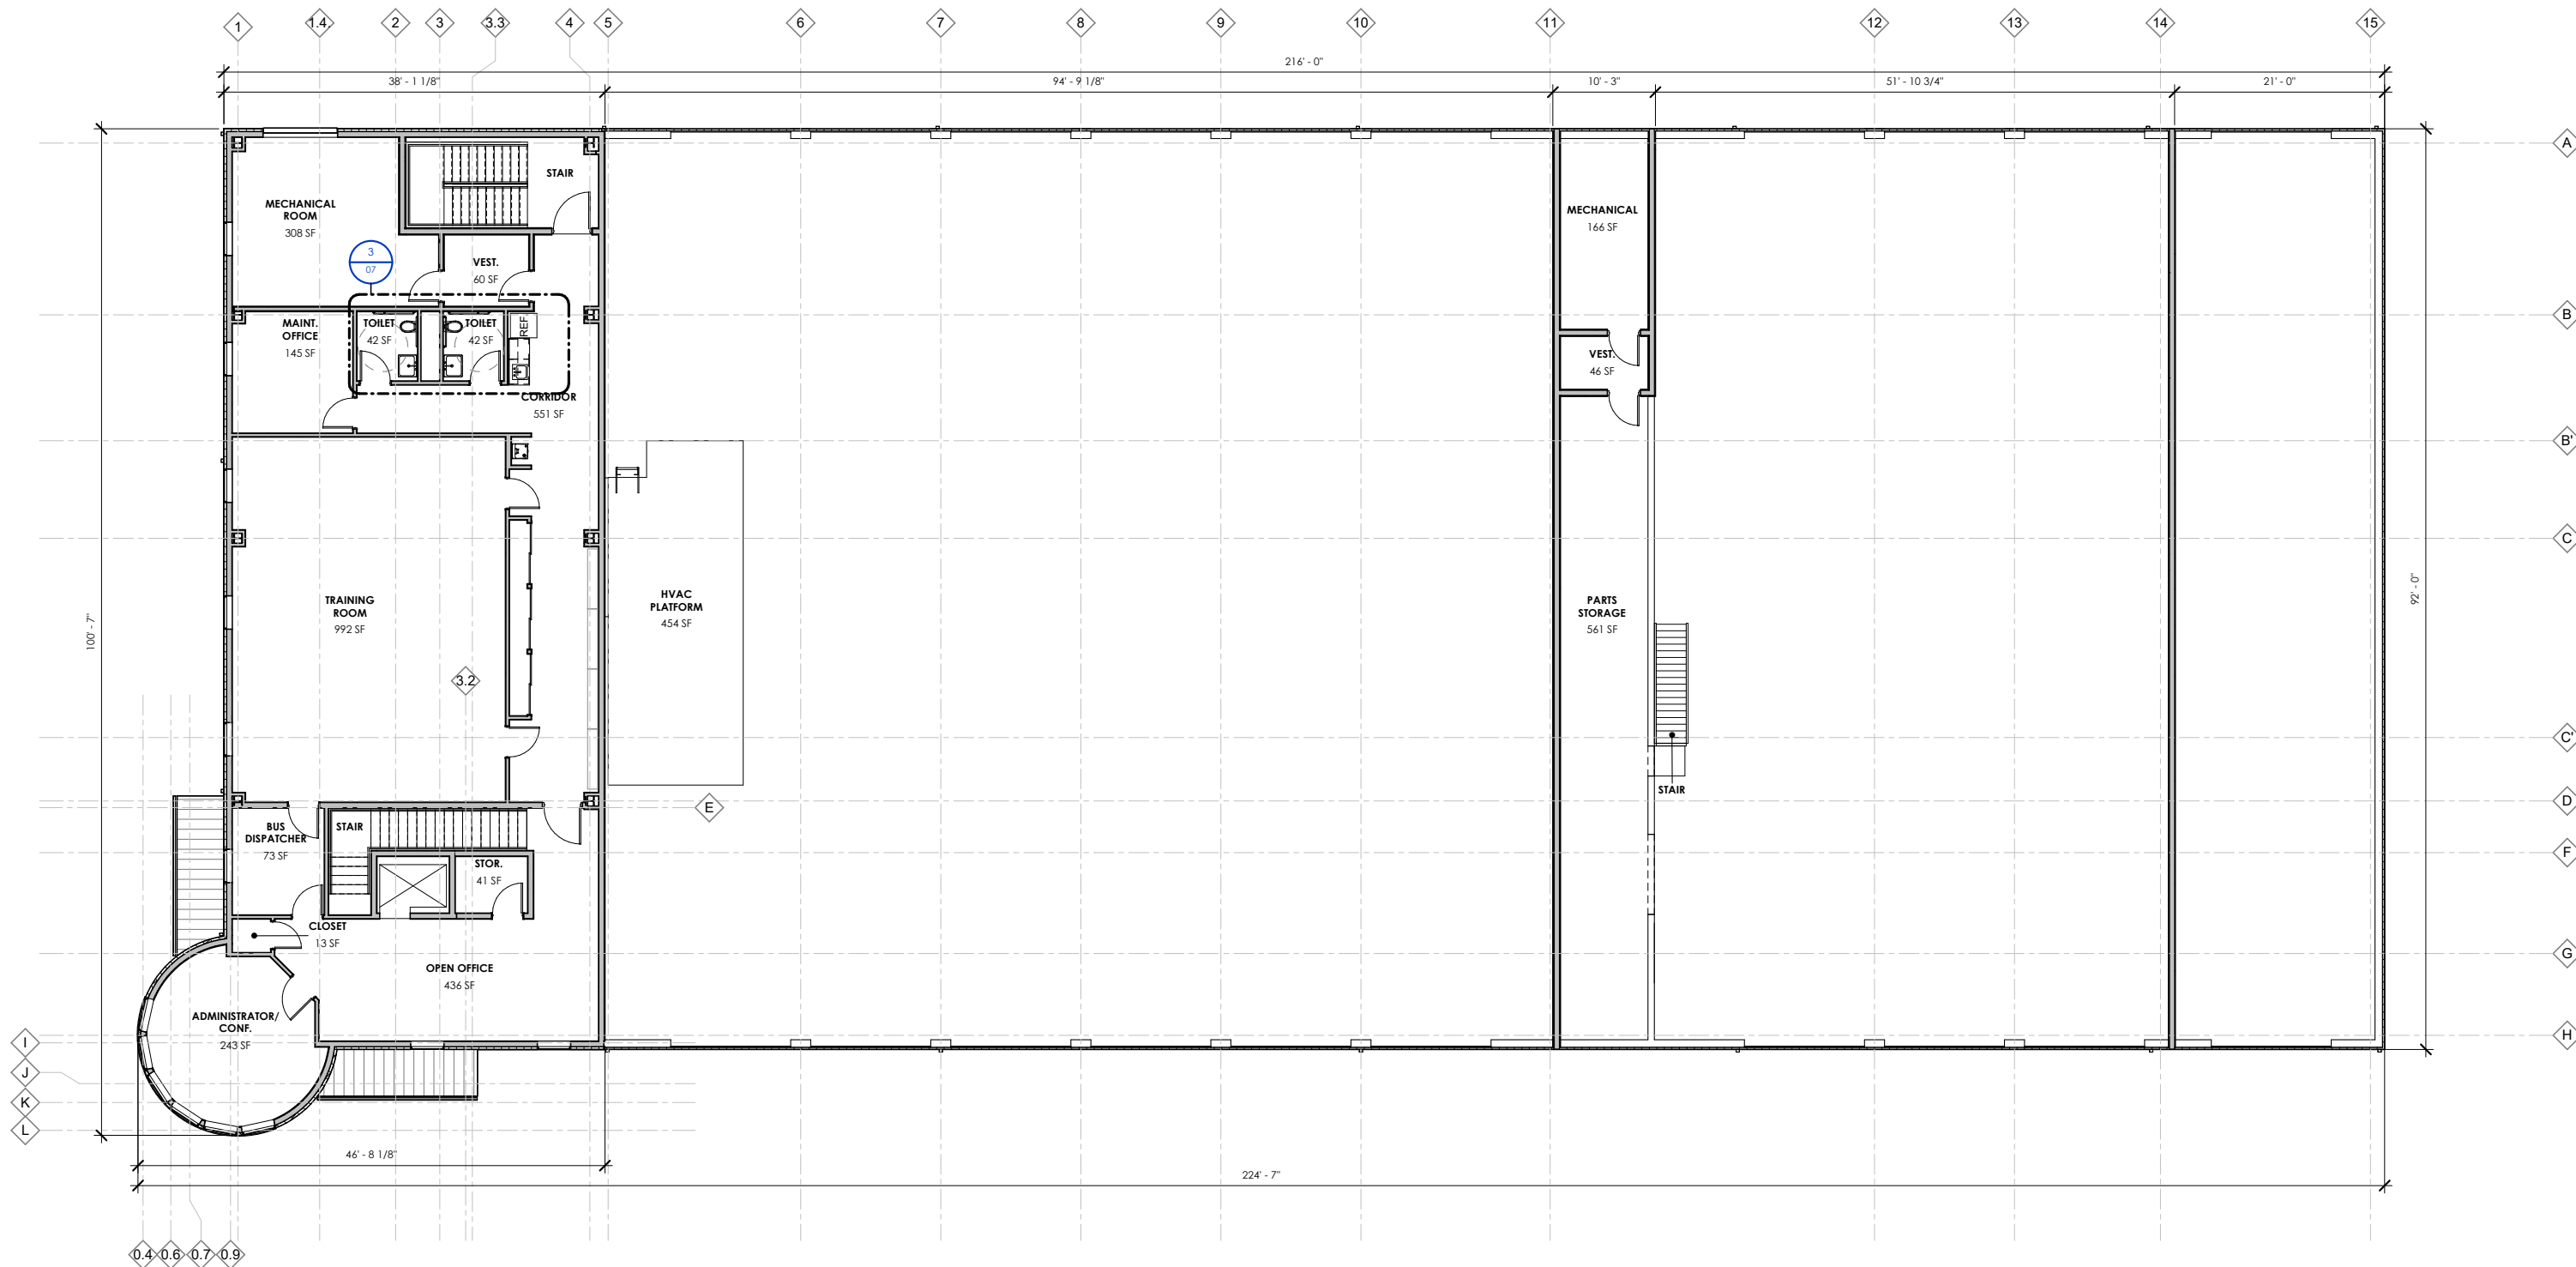 1
1.4.
2
3
3.3
4
5
6
7
8
9
10
11
12
13
14
15
216' - 0"
38' - 1 1/8"
94' - 9 1/8"
10' - 3"
51' - 10 3/4"
21' - 0"
A
STAIR
MECHANICAL
ROOM
308 SF
MECHANICAL
166 SF
3
07
VEST.
60 SF
B
MAINT.
OFFICE
145 SF
TOILET
42 SF
TOILET
42 SF
REF.
VEST.
46 SF
CORRIDOR
551 SF
B'
C
TRAINING
ROOM
992 SF
HVAC
PLATFORM
454 SF
PARTS
STORAGE
561 SF
100' - 7"
92' - 0"
3.2
C'
STAIR
D
E
BUS
DISPATCHER
73 SF
STAIR
STOR.
41 SF
F
CLOSET
13 SF
G
OPEN OFFICE
436 SF
ADMINISTRATOR/
CONF.
243 SF
H
I
J
K
L
46' - 8 1/8"
224' - 7"
0.4
0.6
0.7
0.9